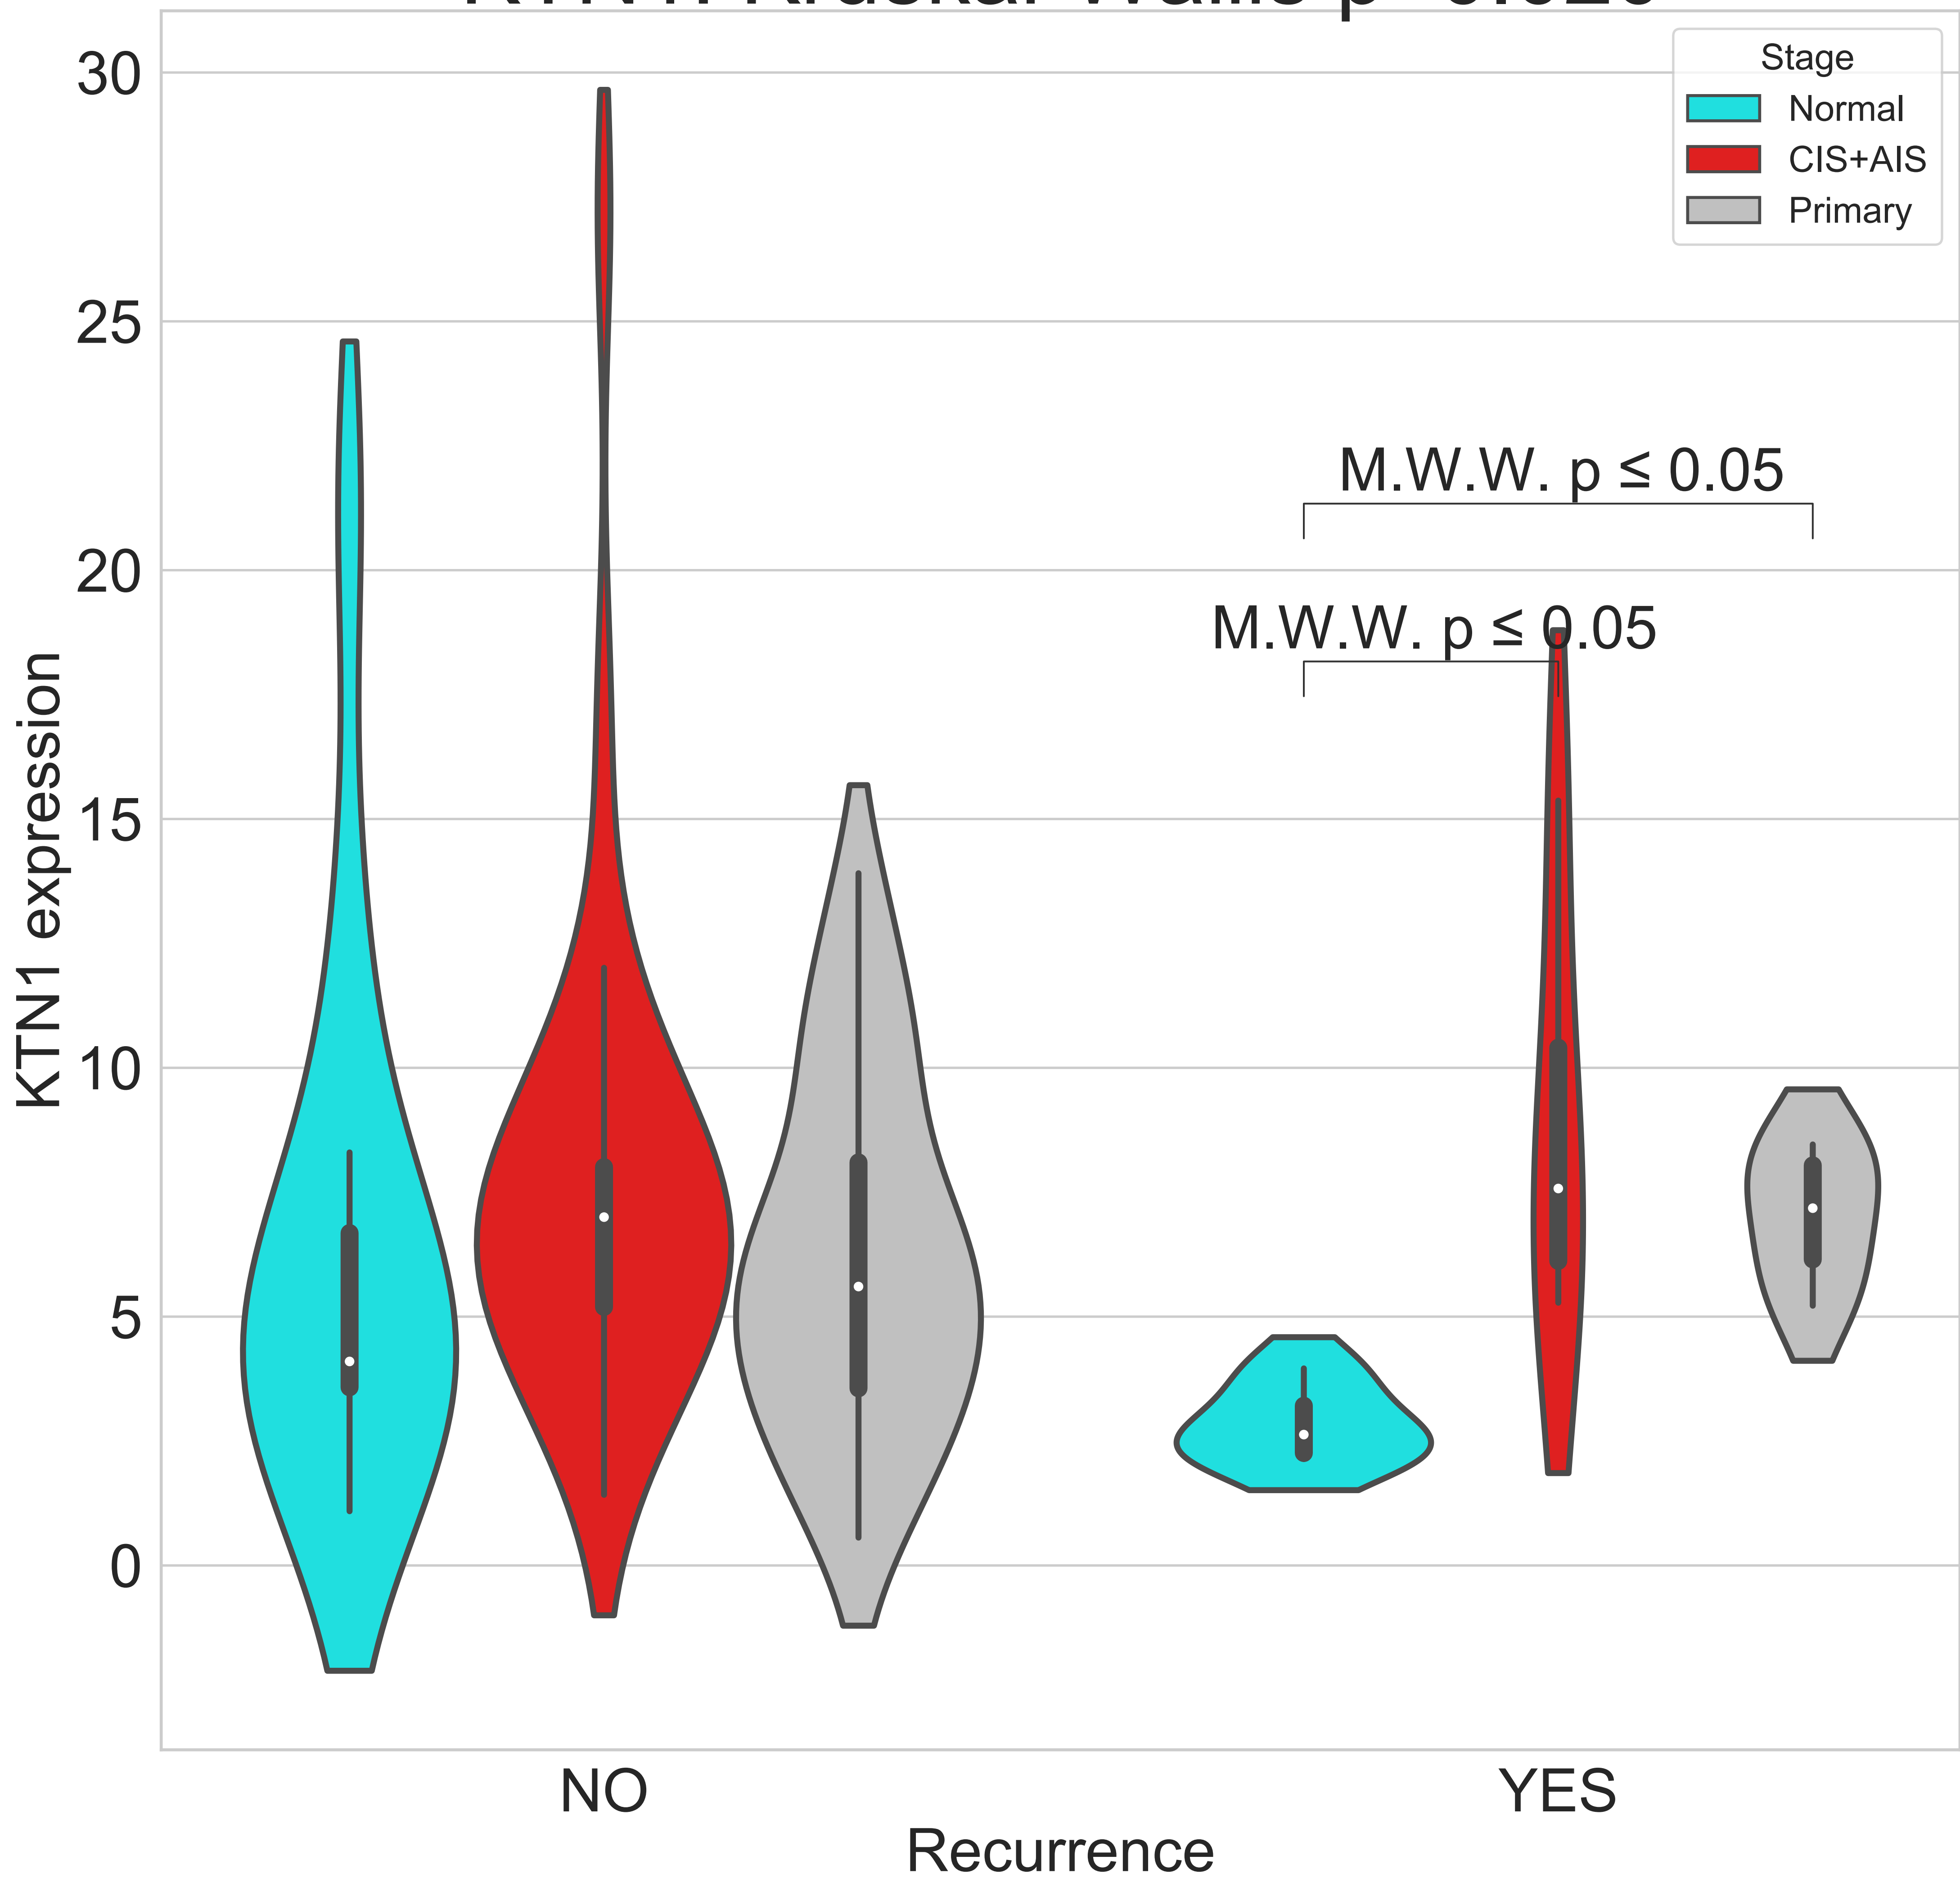 Stage
Normal
CIS+AIS
Primary
30
25
20
15
10
5
0
KTN1 expression
M.W.W. p ≤ 0.05
M.W.W. p ≤ 0.05
NO
YES
Recurrence